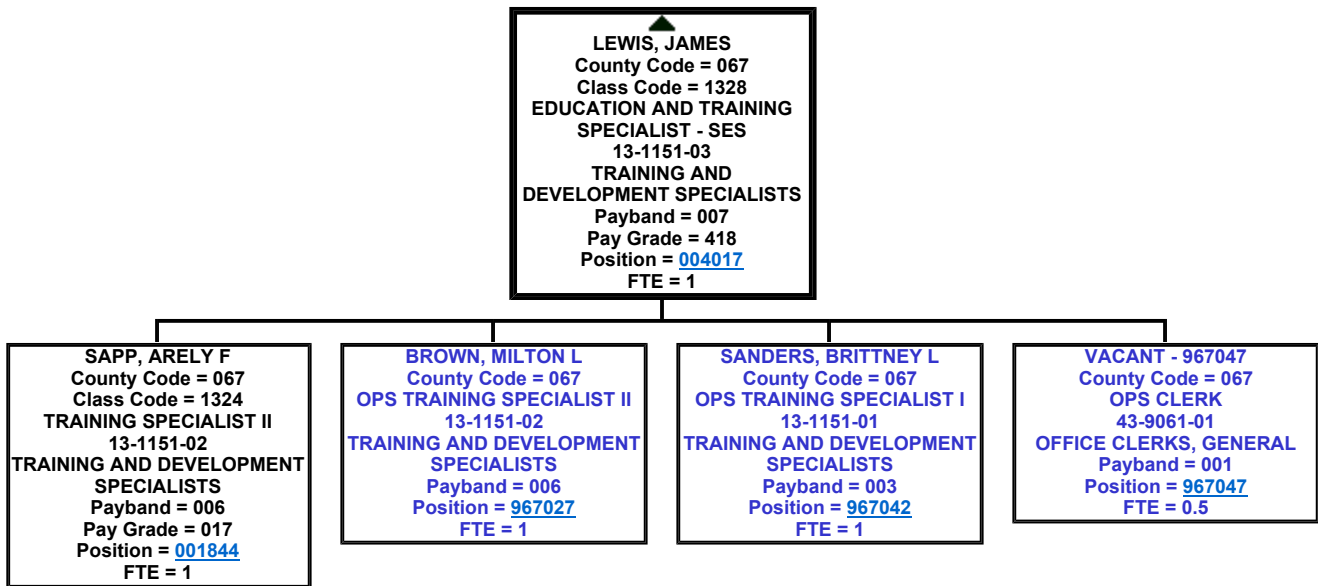 LEWIS, JAMES
County Code = 067
Class Code = 1328
EDUCATION AND TRAINING
SPECIALIST - SES
13-1151-03
TRAINING AND
DEVELOPMENT SPECIALISTS
Payband = 007
Pay Grade = 418
Position = 004017
FTE = 1
SAPP, ARELY F
County Code = 067
Class Code = 1324
TRAINING SPECIALIST II
13-1151-02
TRAINING AND DEVELOPMENT
SPECIALISTS
Payband = 006
Pay Grade = 017
Position = 001844
FTE = 1
BROWN, MILTON L
County Code = 067
OPS TRAINING SPECIALIST II
13-1151-02
TRAINING AND DEVELOPMENT
SPECIALISTS
Payband = 006
Position = 967027
FTE = 1
SANDERS, BRITTNEY L
County Code = 067
OPS TRAINING SPECIALIST I
13-1151-01
TRAINING AND DEVELOPMENT
SPECIALISTS
Payband = 003
Position = 967042
FTE = 1
VACANT - 967047
County Code = 067
OPS CLERK
43-9061-01
OFFICE CLERKS, GENERAL
Payband = 001
Position = 967047
FTE = 0.5